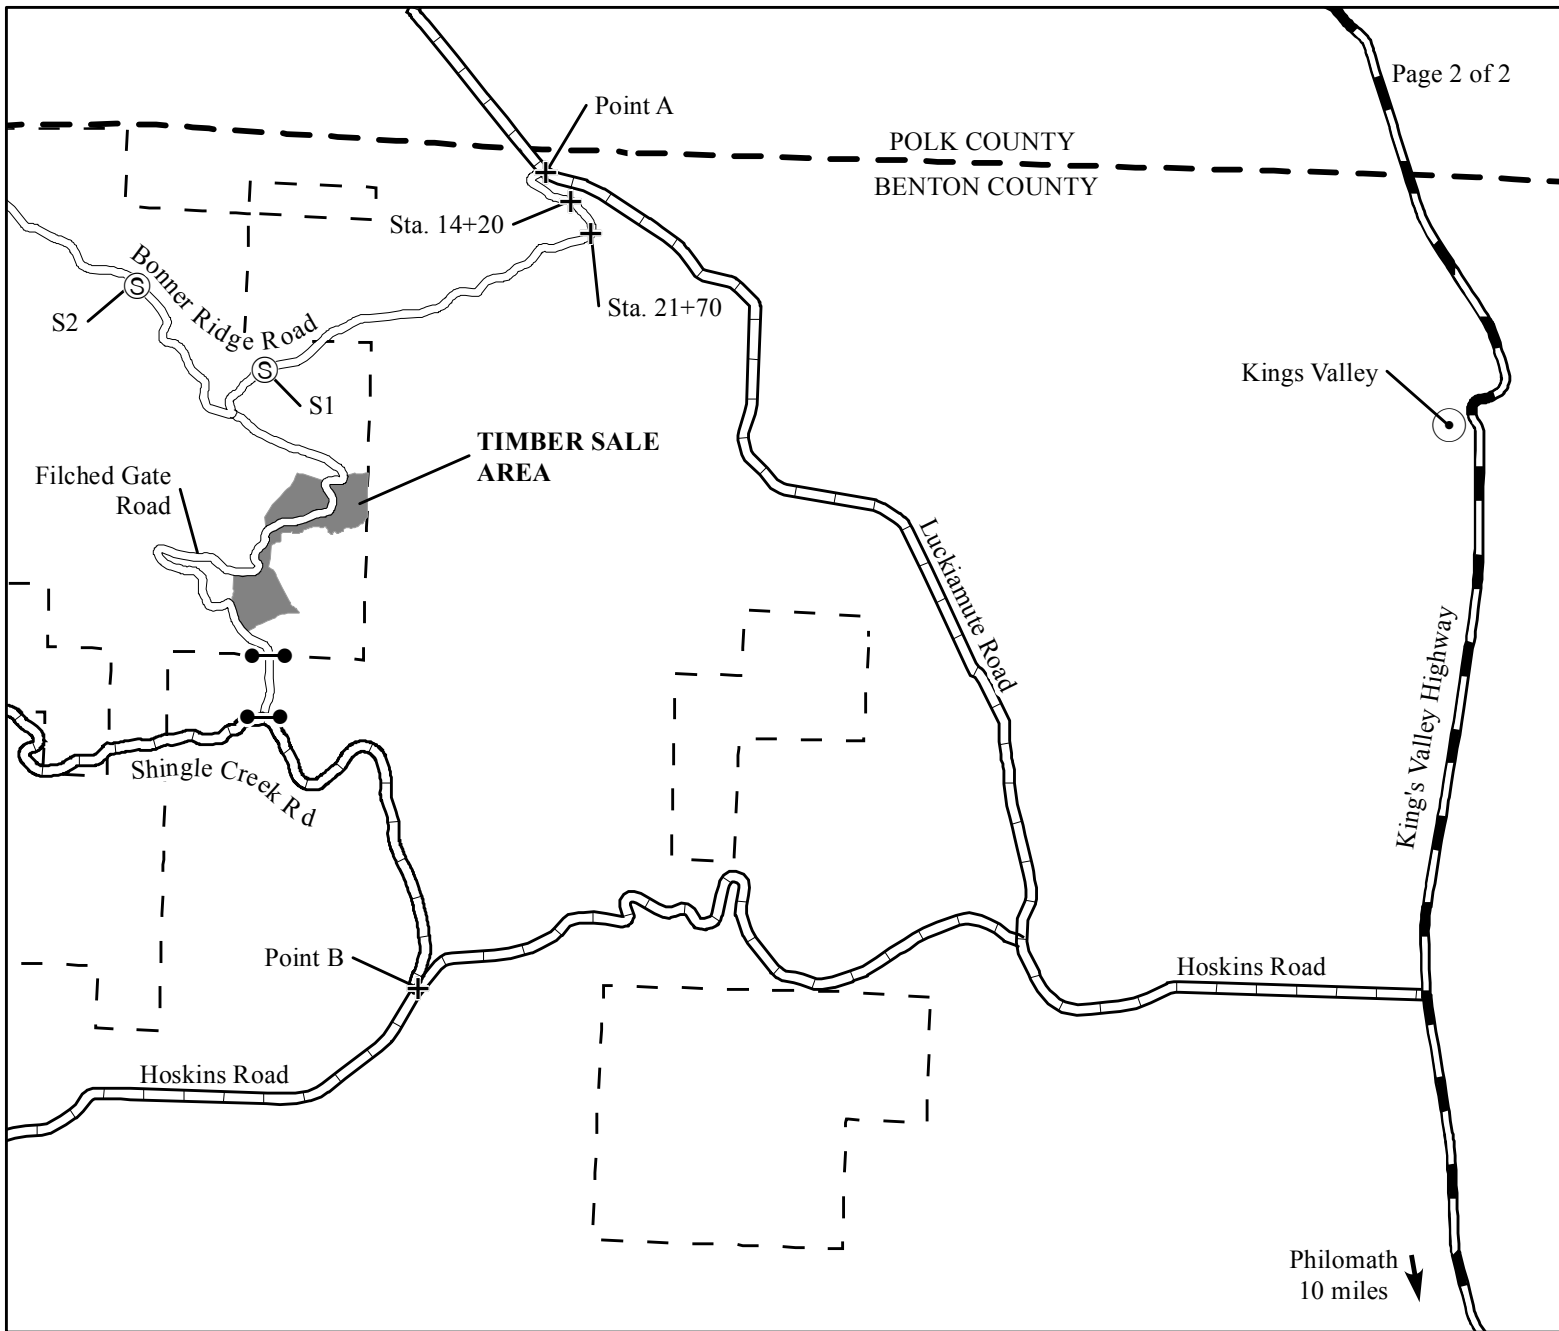 Page 2 of 2
Point A
POLK COUNTY
BENTON COUNTY
Sta. 14+20
Bonner Ridge Road
Sta. 21+70
S
S2
S
S1
Kings Valley
TIMBER SALE
AREA
Filched Gate
Road
Luckiamute Road
King's Valley Highway
Shingle Creek Rd
Point B
Hoskins Road
Hoskins Road
Philomath
10 miles